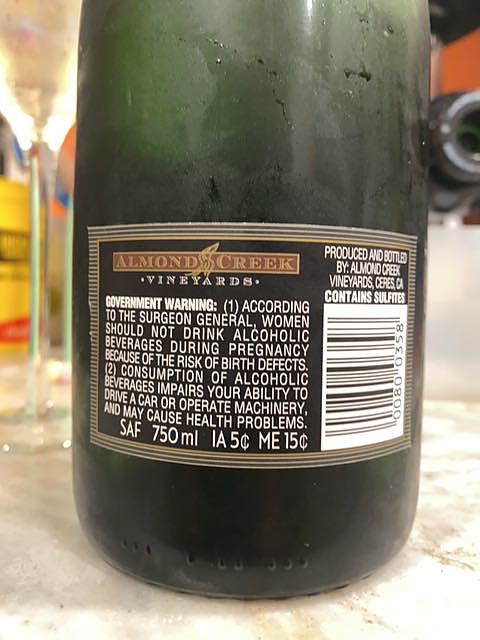 ALMOND CREEK
·VINEYARDS·
GOVERNMENT WARNING: (1) ACCORDING
TO THE SURGEON GENERAL, WOMEN
SHOULD NOT DRINK ALCOHOLIC
BEVERAGES DURING PREGNANCY
BECAUSE OF THE RISK OF BIRTH DEFECTS.
(2) CONSUMPTION OF ALCOHOLIC
BEVERAGES IMPAIRS YOUR ABILITY TO
DRIVE A CAR OR OPERATE MACHINERY,
AND MAY CAUSE HEALTH PROBLEMS.
SAF 750ml IA 5¢ ME 15¢
PRODUCED AND BOTTLED
BY: ALMOND CREEK
VINEYARDS, CERES, CA
CONTAINS SULFITES
0080 0358